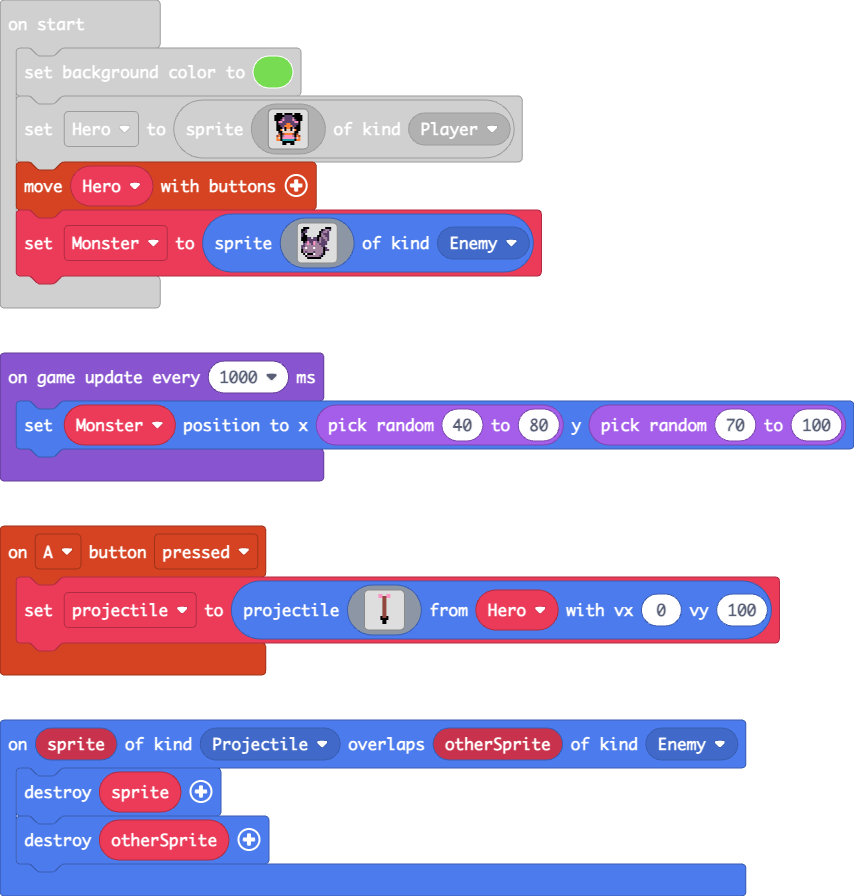 on start
set background color to
set Hero to sprite of kind Player
move Hero with buttons
set Monster to sprite of kind Enemy
on game update every 1000 ms
set Monster position to x pick random 40 to 80 y pick random 70 to 100
on A button pressed
set projectile to projectile from Hero with vx 0 vy 100
on sprite of kind Projectile overlaps otherSprite of kind Enemy
destroy sprite
destroy otherSprite